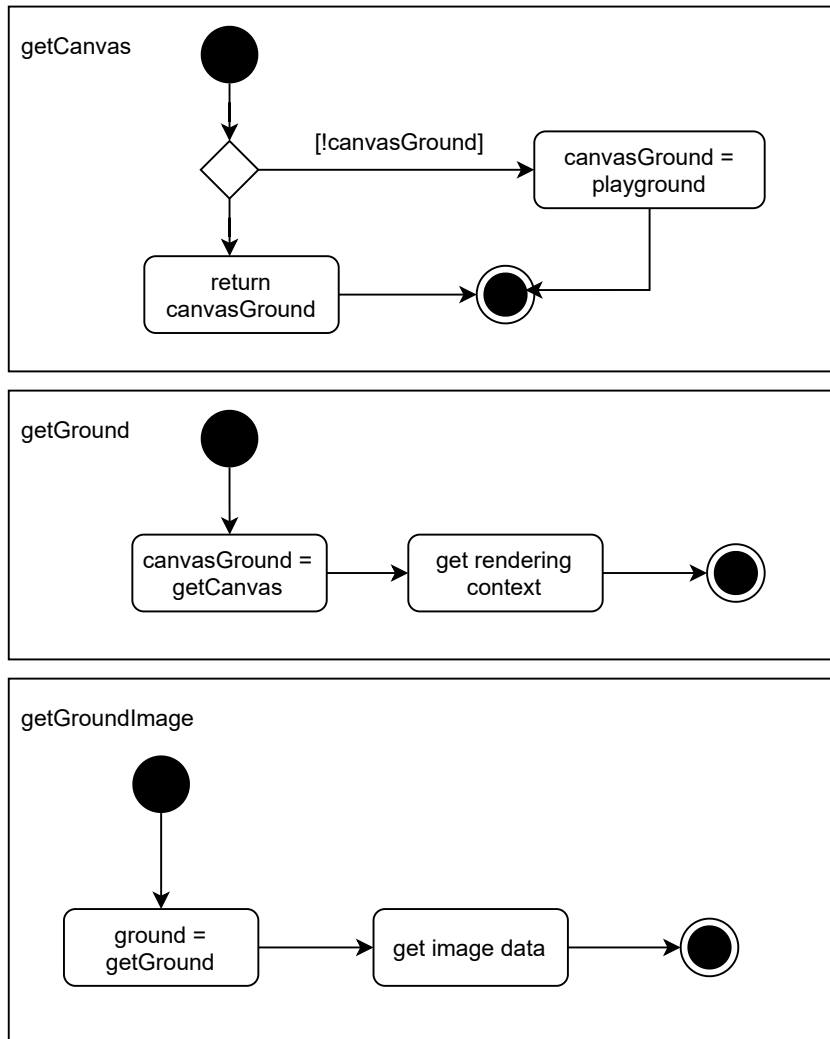 getCanvas
[!canvasGround]
canvasGround =
playground
return
canvasGround
getGround
canvasGround =
getCanvas
get rendering
context
getGroundImage
ground =
getGround
get image data